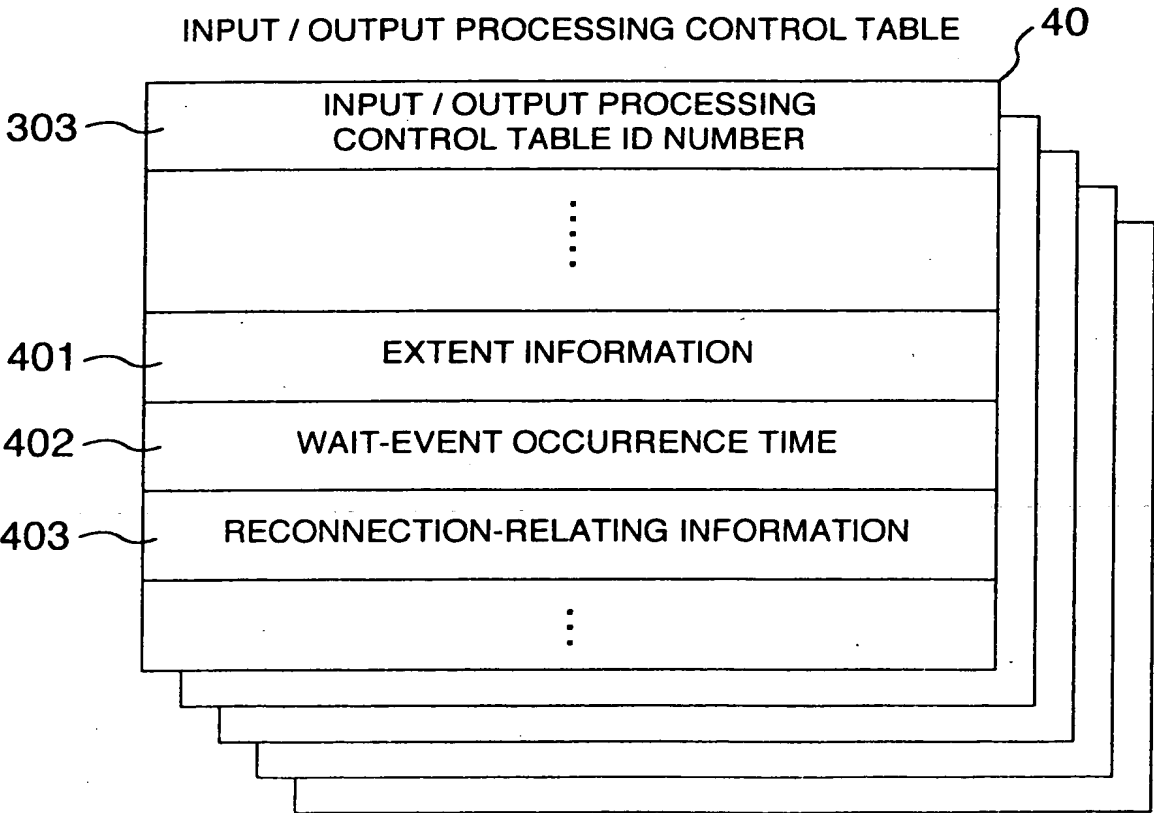 INPUT / OUTPUT PROCESSING CONTROL TABLE
40
303
INPUT / OUTPUT PROCESSING
CONTROL TABLE ID NUMBER
401
EXTENT INFORMATION
402
WAIT-EVENT OCCURRENCE TIME
403
RECONNECTION-RELATING INFORMATION